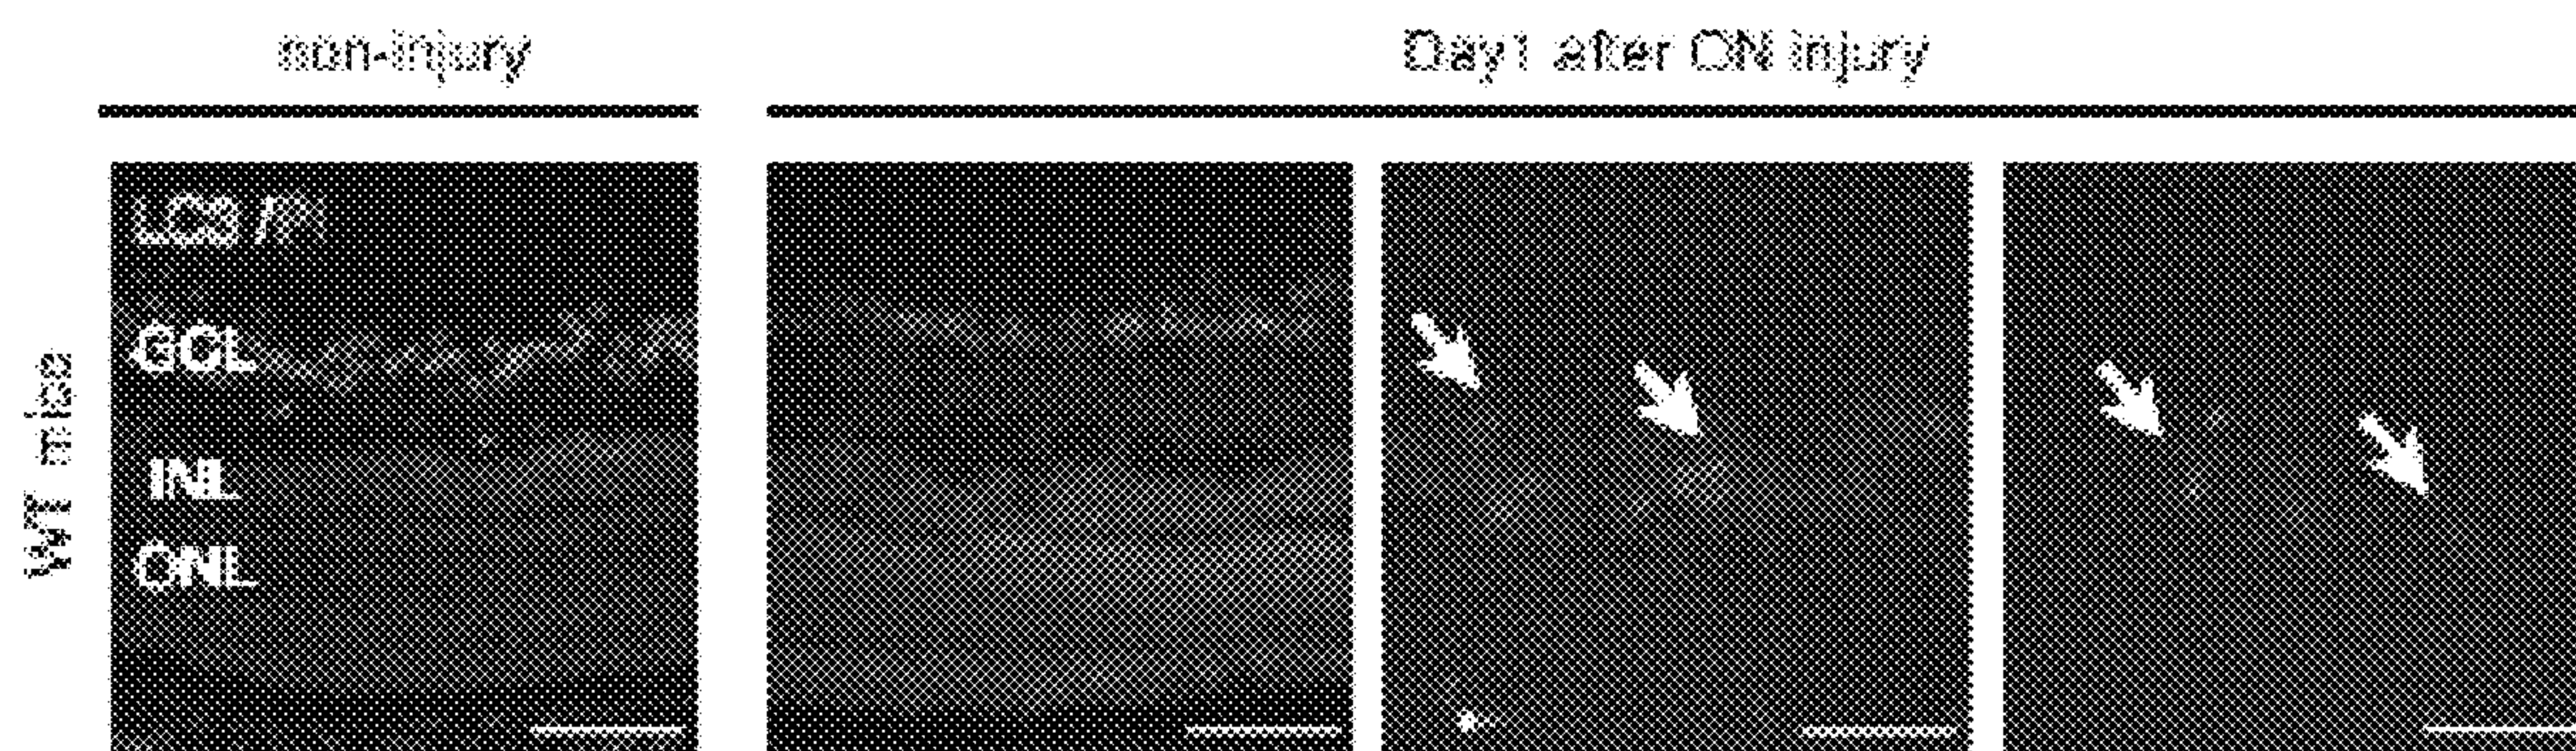 non-injury
Day1 after ON injury
WT mice
LC3 / PI
GCL
INL
ONL